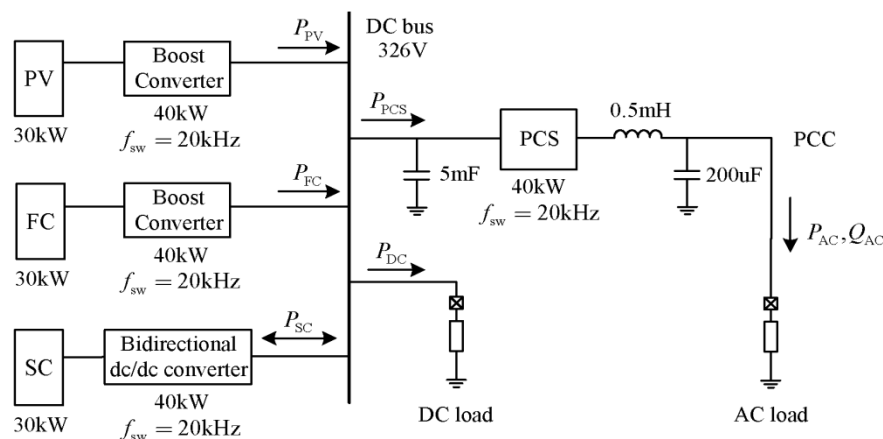 PV
30kW
Boost
Converter
40kW
f_sw = 20kHz
P_PV
DC bus
326V
FC
30kW
Boost
Converter
40kW
f_sw = 20kHz
P_FC
SC
30kW
Bidirectional
dc/dc converter
40kW
f_sw = 20kHz
P_SC
P_PCS
5mF
PCS
40kW
f_sw = 20kHz
0.5mH
200uF
PCC
P_AC, Q_AC
P_DC
DC load
AC load